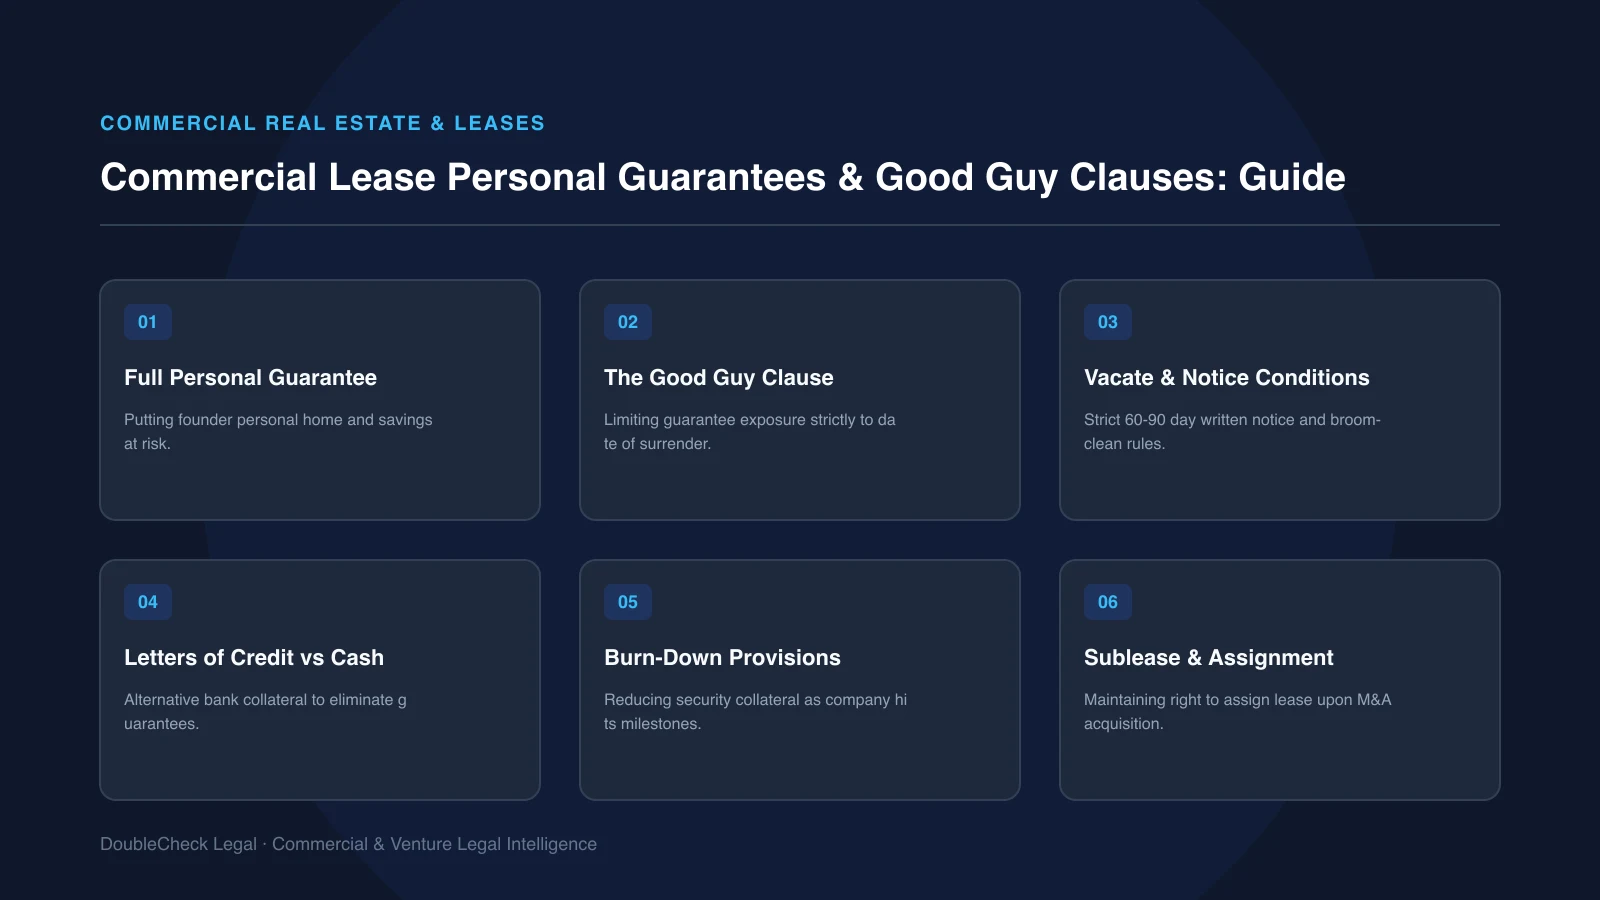 COMMERCIAL REAL ESTATE & LEASES
Commercial Lease Personal Guarantees & Good Guy Clauses: Guide
01
Full Personal Guarantee
Putting founder personal home and savings
at risk.
02
The Good Guy Clause
Limiting guarantee exposure strictly to da
te of surrender.
03
Vacate & Notice Conditions
Strict 60-90 day written notice and broom-
clean rules.
04
Letters of Credit vs Cash
Alternative bank collateral to eliminate g
uarantees.
05
Burn-Down Provisions
Reducing security collateral as company hi
ts milestones.
06
Sublease & Assignment
Maintaining right to assign lease upon M&A
acquisition.
DoubleCheck Legal · Commercial & Venture Legal Intelligence